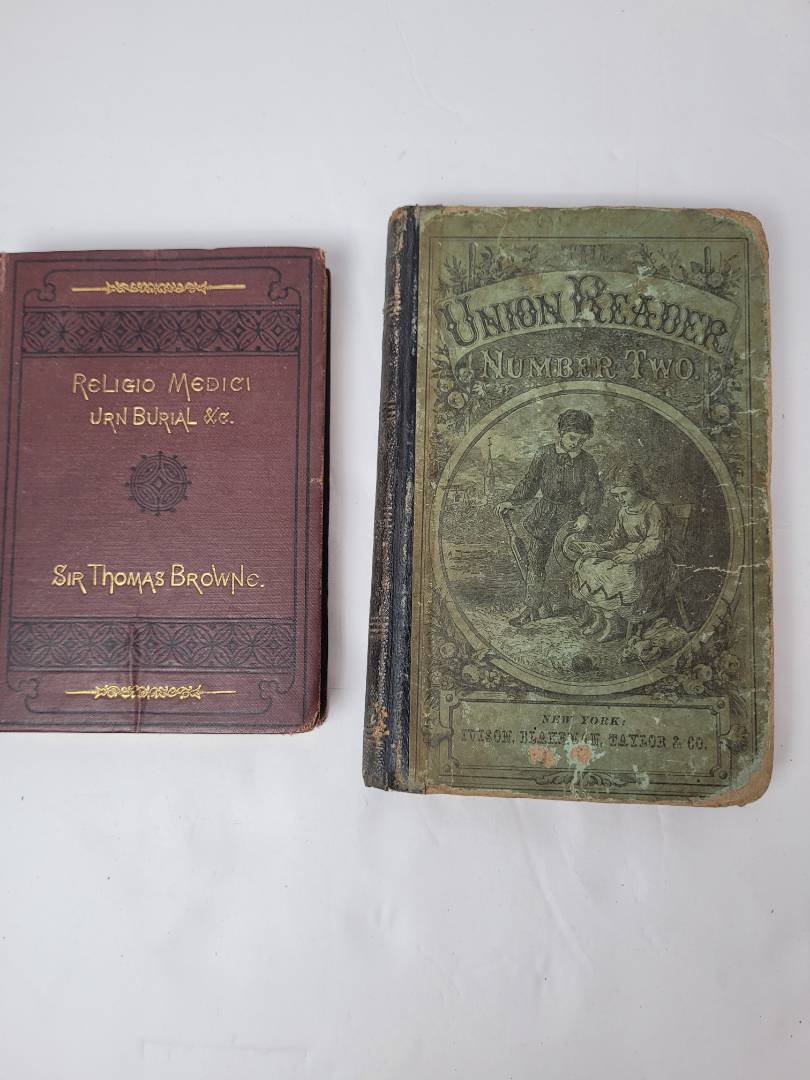 RELIGIO MEDICI
URN BURIAL &c.
SIR THOMAS BROWNE.
THE
UNION READER
NUMBER TWO.
NEW YORK:
IVISON, BLAKEMAN, TAYLOR & CO.